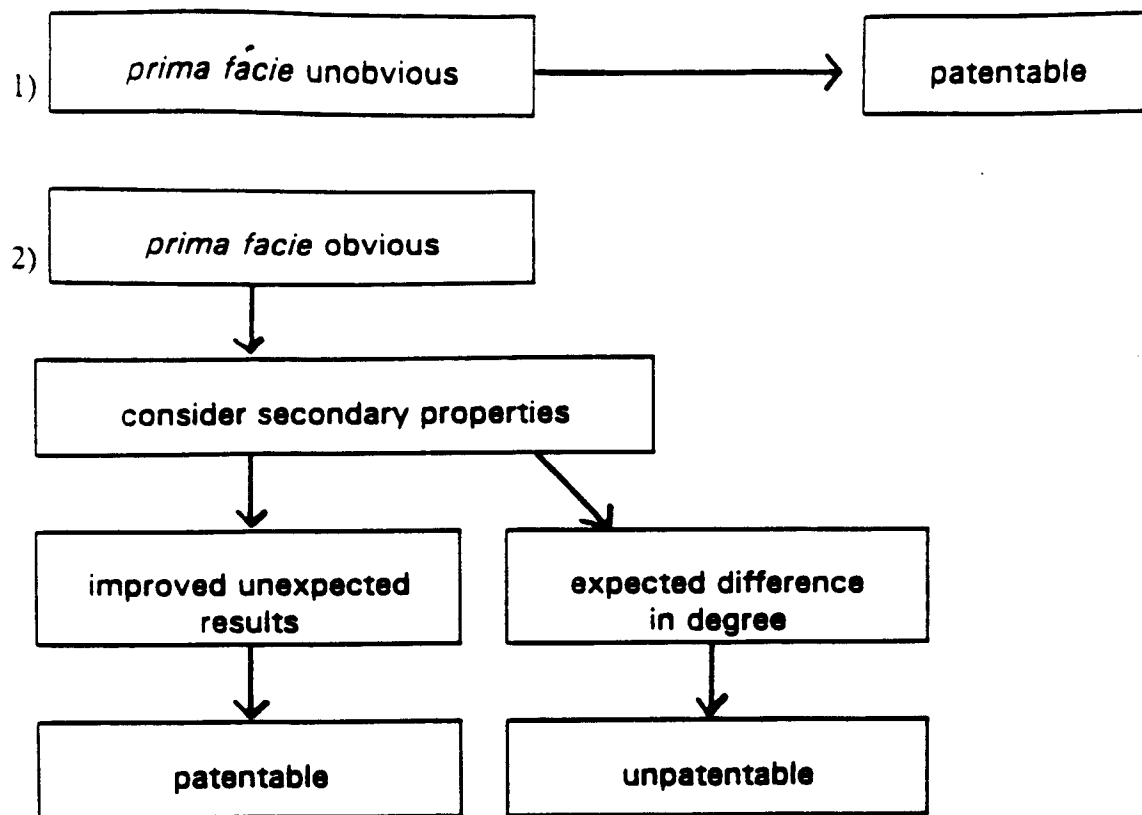 1) prima facie unobvious
patentable
2) prima facie obvious
consider secondary properties
improved unexpected
results
expected difference
in degree
patentable
unpatentable